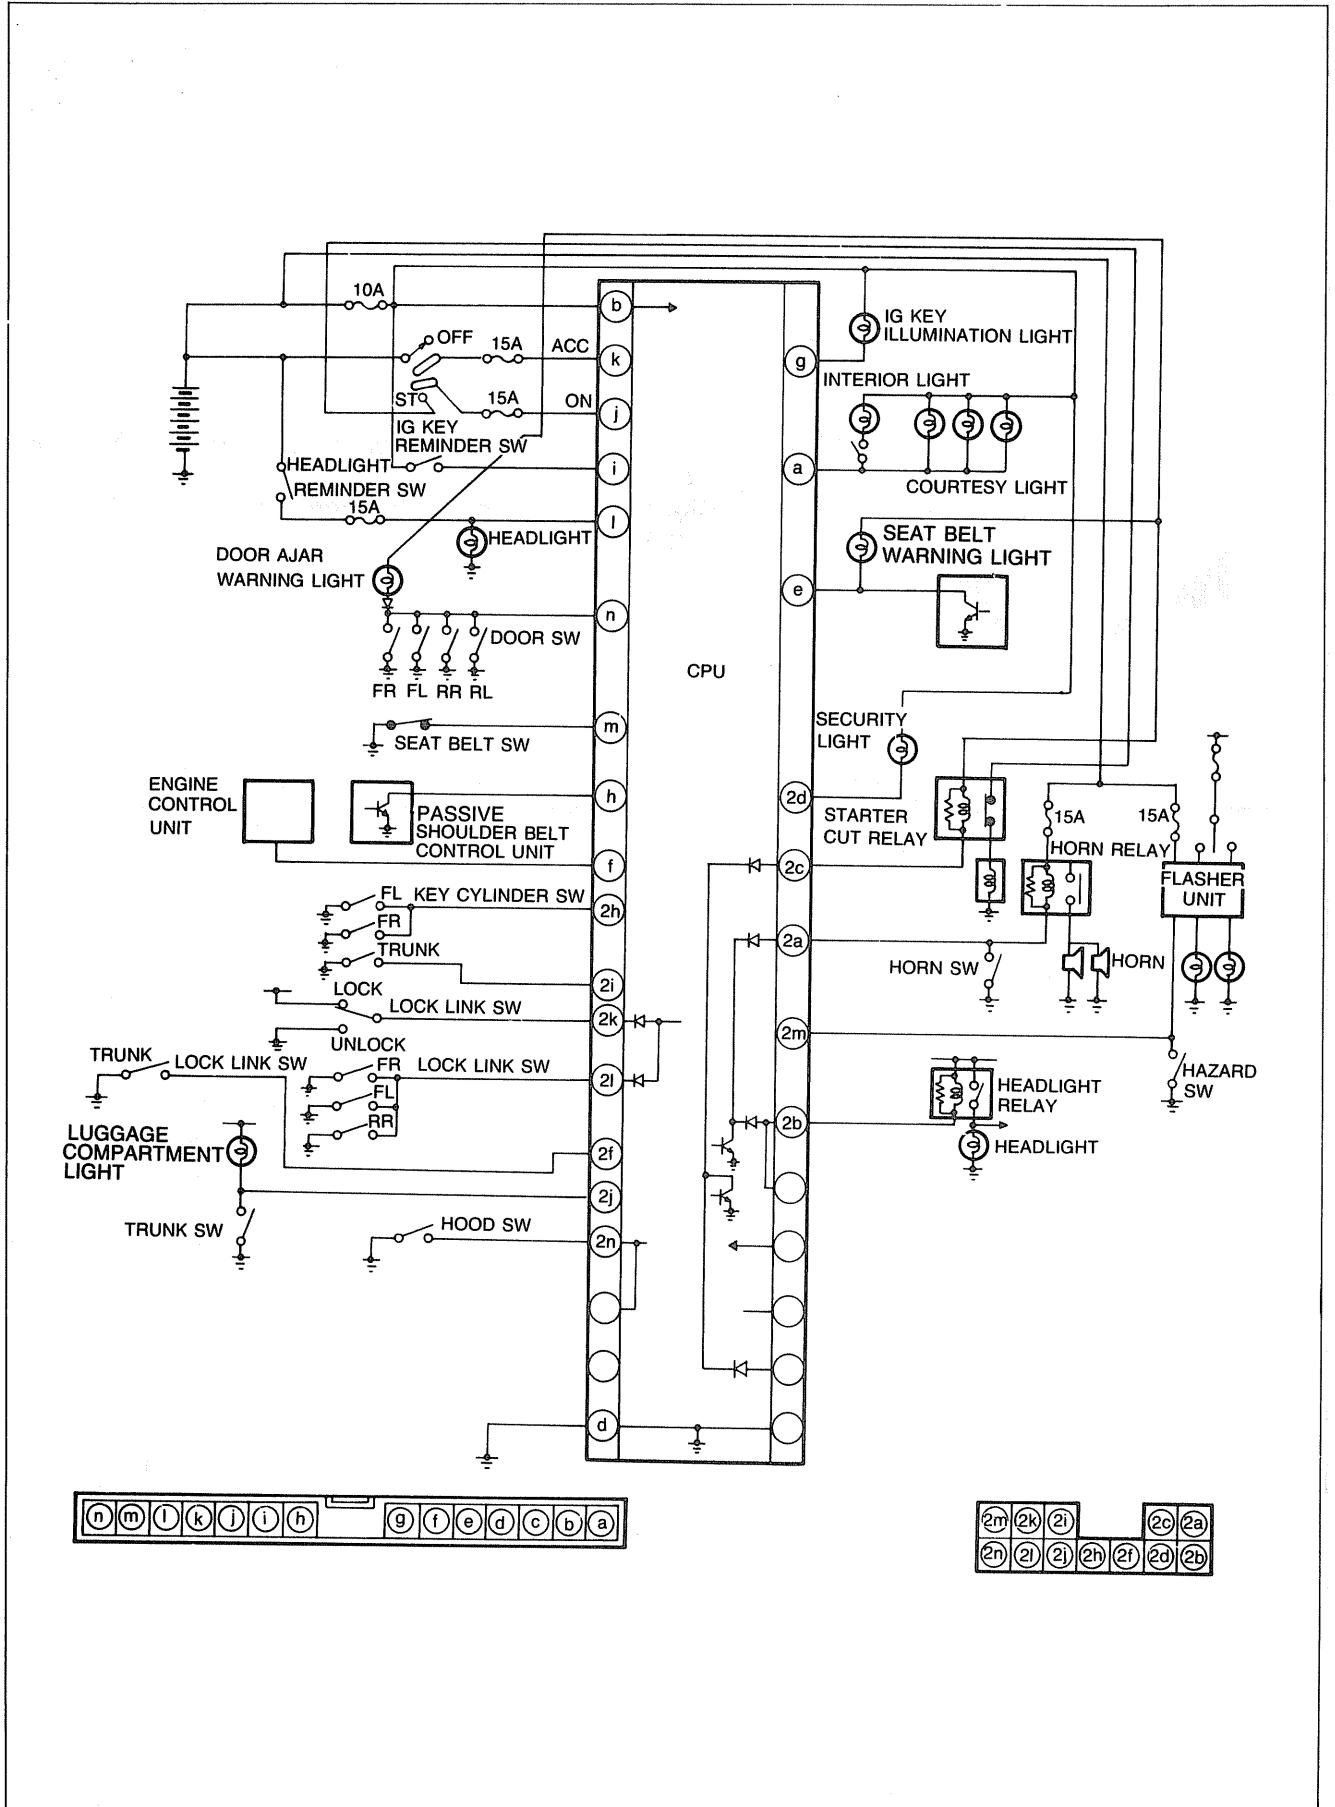 10A
b
OFF
15A
ACC
k
ST
15A
ON
j
IG KEY
REMINDER SW
i
HEADLIGHT
REMINDER SW
15A
l
HEADLIGHT
DOOR AJAR
WARNING LIGHT
n
DOOR SW
FR FL RR RL
m
SEAT BELT SW
ENGINE
CONTROL
UNIT
h
PASSIVE
SHOULDER BELT
CONTROL UNIT
f
FL KEY CYLINDER SW
2h
FR
TRUNK
2i
LOCK
LOCK LINK SW
2k
UNLOCK
TRUNK
LOCK LINK SW
FR
LOCK LINK SW
2l
FL
RR
LUGGAGE
COMPARTMENT
LIGHT
2f
2j
TRUNK SW
HOOD SW
2n
d
CPU
IG KEY
ILLUMINATION LIGHT
g
INTERIOR LIGHT
a
COURTESY LIGHT
SEAT BELT
WARNING LIGHT
e
SECURITY
LIGHT
2d
STARTER
CUT RELAY
15A
15A
HORN RELAY
2c
FLASHER
UNIT
2a
HORN SW
HORN
2m
HAZARD
SW
HEADLIGHT
RELAY
2b
HEADLIGHT
n m l k j i h g f e d c b a
2m 2k 2i 2c 2a
2n 2l 2j 2h 2f 2d 2b